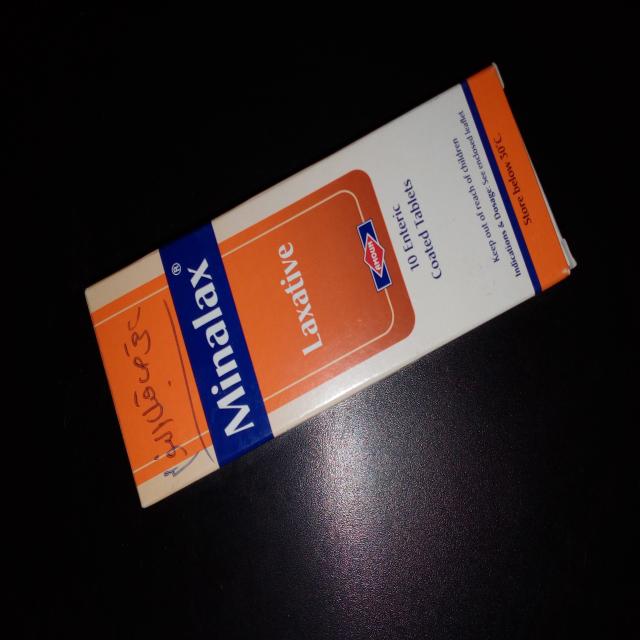 Minalax®
Laxative
KAHIRA
10 Enteric
Coated Tablets
Keep out of reach of children
Indications & Dosage: See enclosed leaflet
Store below 30°C.